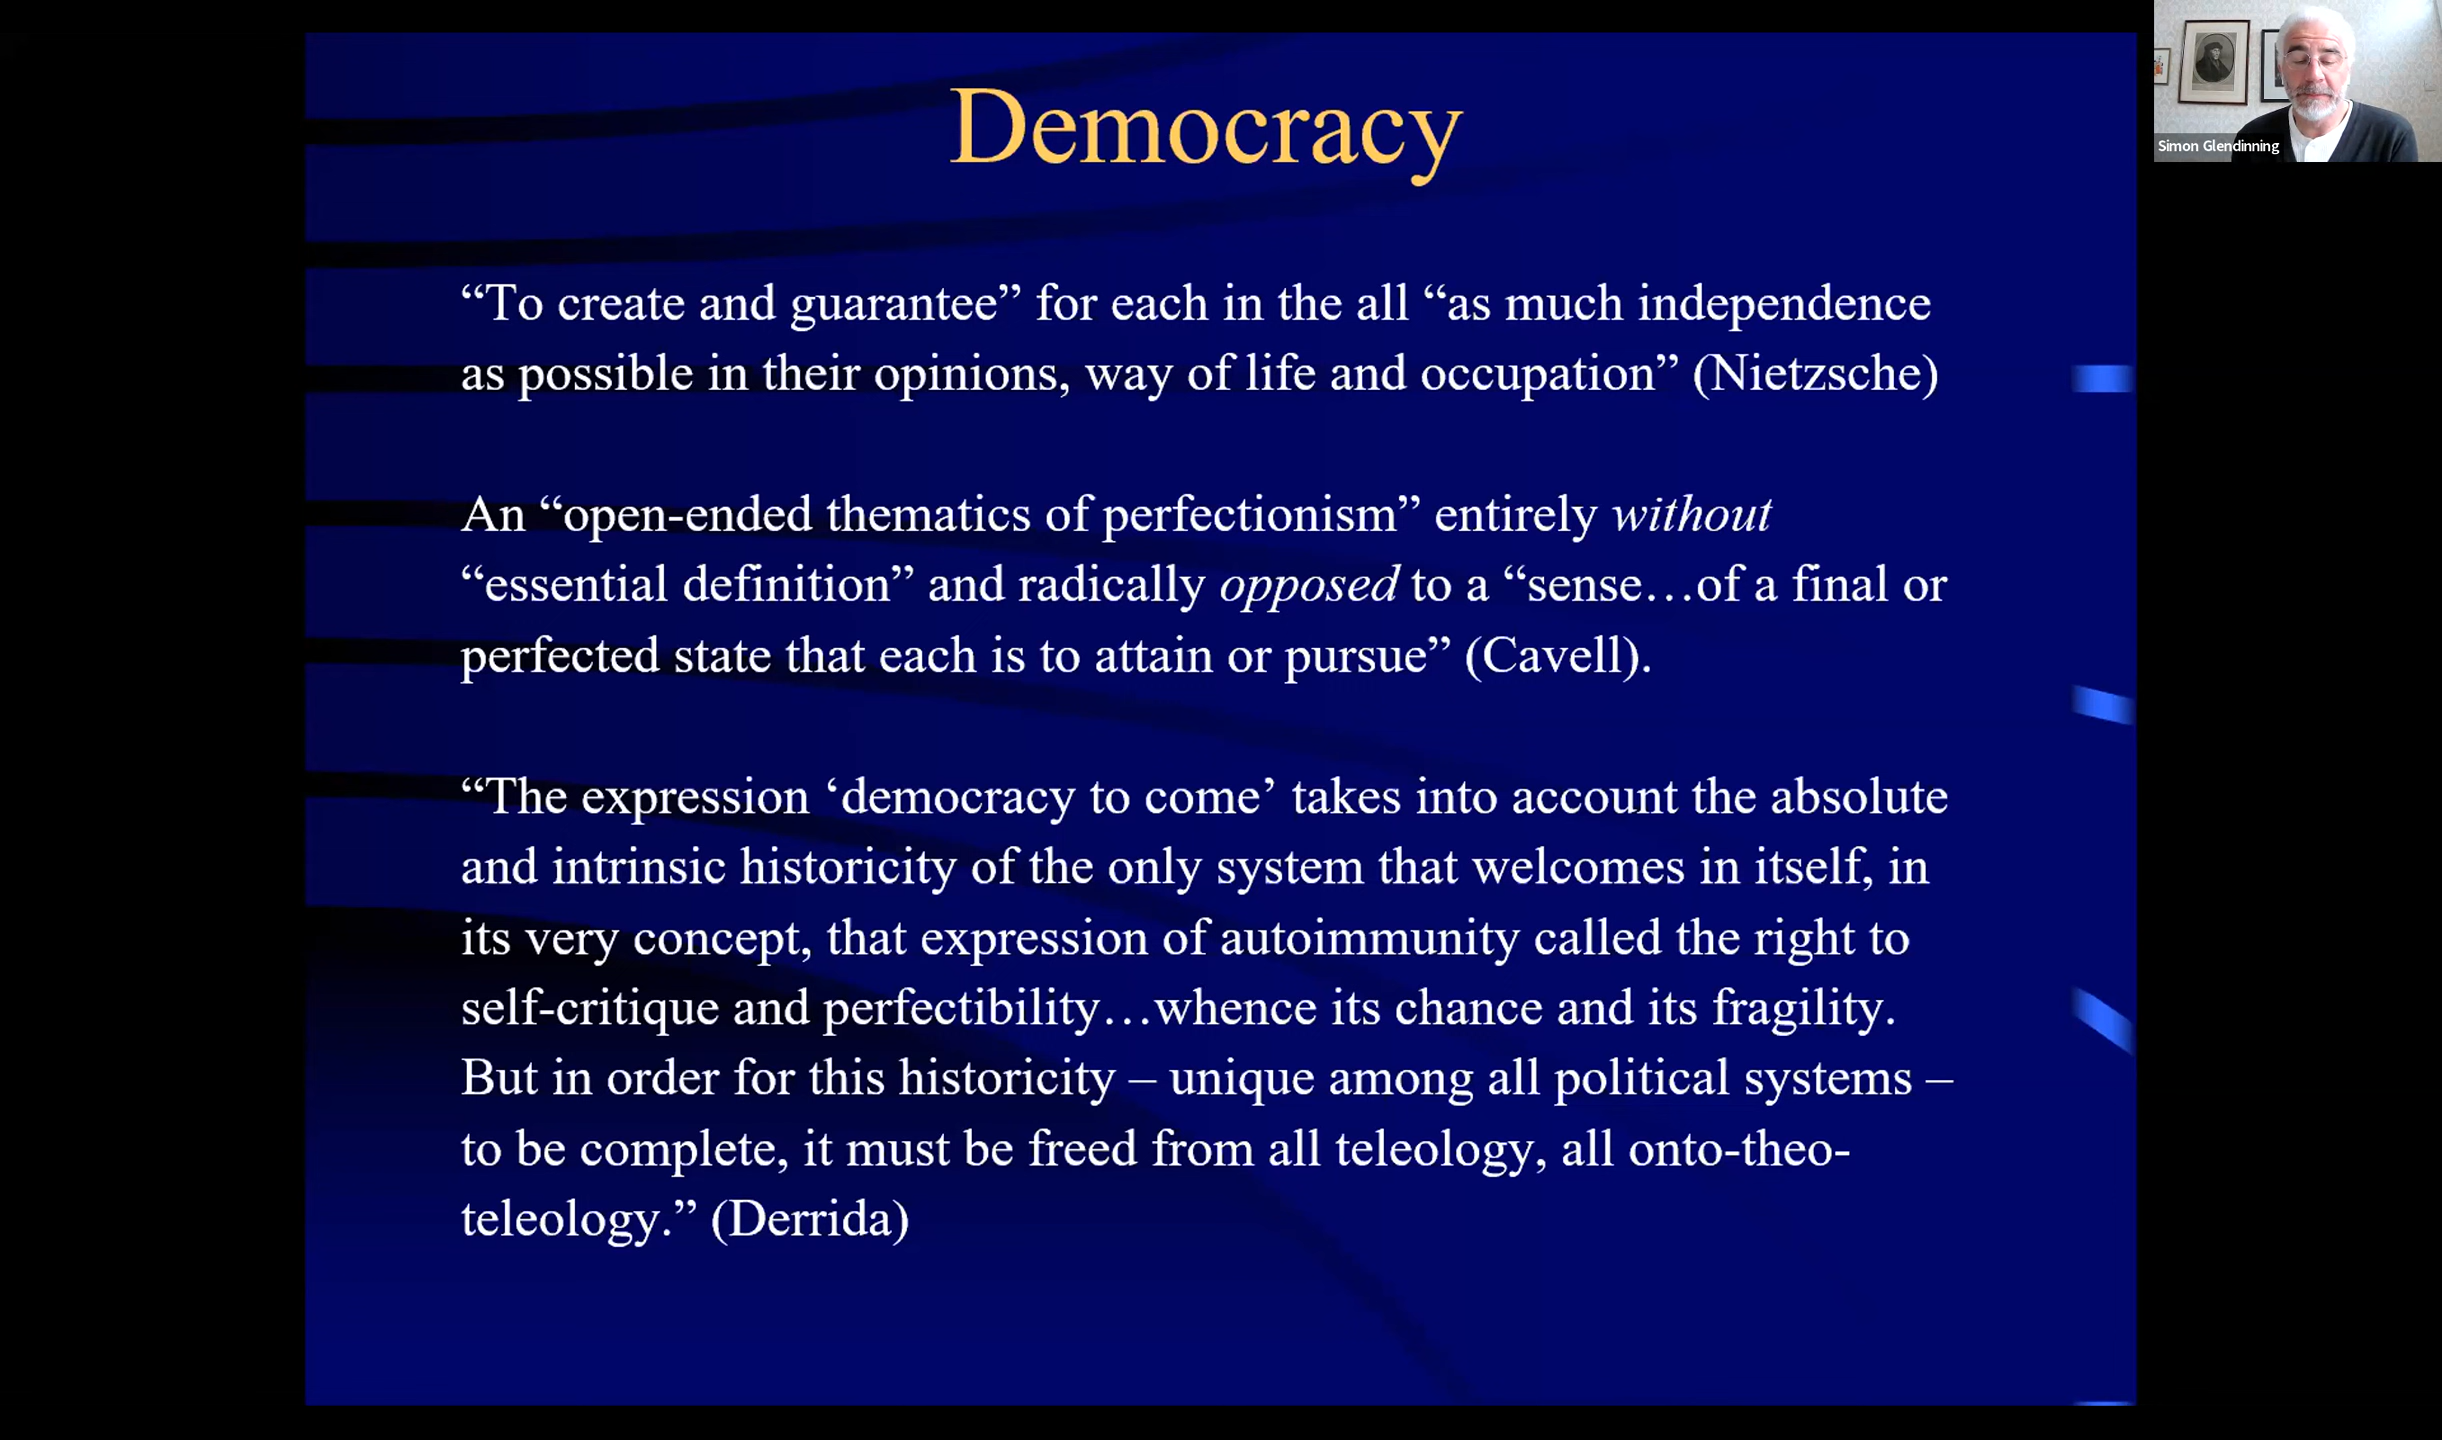 Democracy
“To create and guarantee” for each in the all “as much independence
as possible in their opinions, way of life and occupation” (Nietzsche)
An “open-ended thematics of perfectionism” entirely without
“essential definition” and radically opposed to a “sense…of a final or
perfected state that each is to attain or pursue” (Cavell).
“The expression ‘democracy to come’ takes into account the absolute
and intrinsic historicity of the only system that welcomes in itself, in
its very concept, that expression of autoimmunity called the right to
self-critique and perfectibility…whence its chance and its fragility.
But in order for this historicity – unique among all political systems –
to be complete, it must be freed from all teleology, all onto-theo-
teleology.” (Derrida)
Simon Glendinning